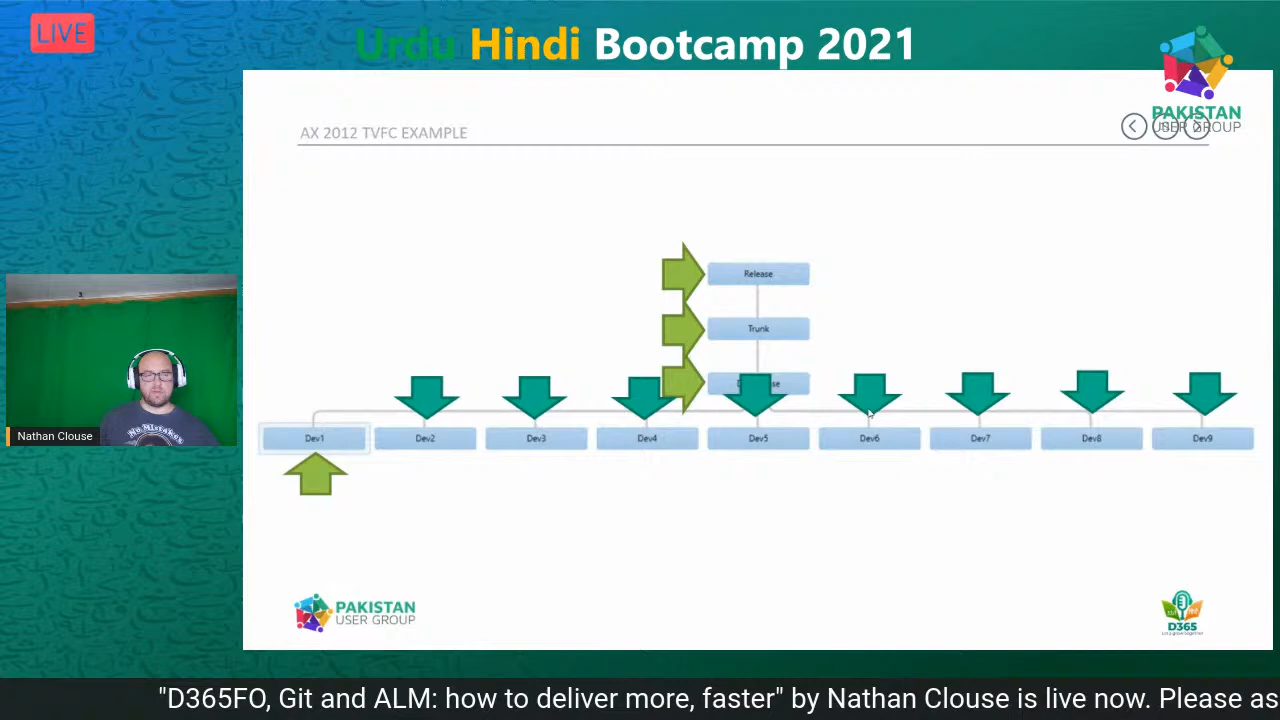 LIVE
Urdu Hindi Bootcamp 2021
PAKISTAN
USER GROUP
AX 2012 TVFC EXAMPLE
Release
Trunk
Dev1
Dev2
Dev3
Dev4
Dev5
Dev6
Dev7
Dev8
Dev9
No Mistakes
Nathan Clouse
PAKISTAN
USER GROUP
D365
"D365FO, Git and ALM: how to deliver more, faster" by Nathan Clouse is live now. Please as